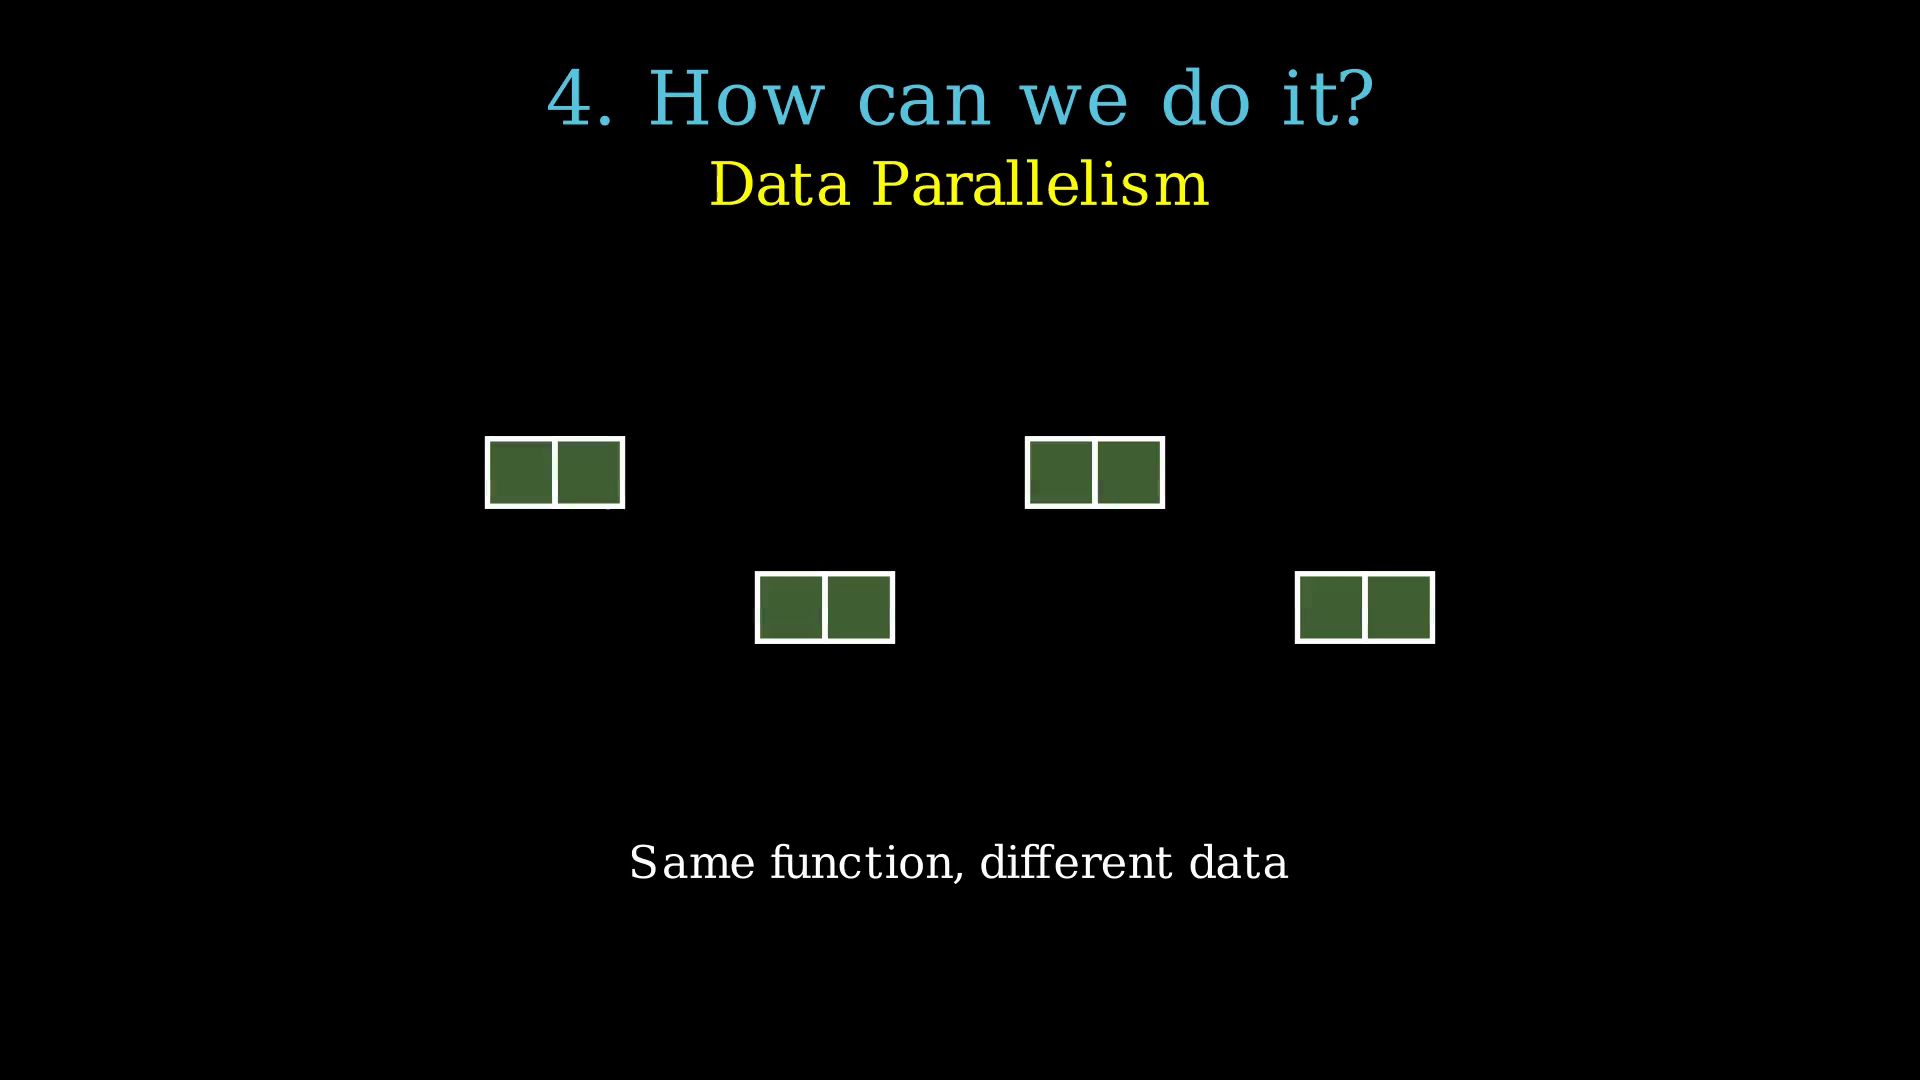 4. How can we do it?
Data Parallelism
Same function, different data